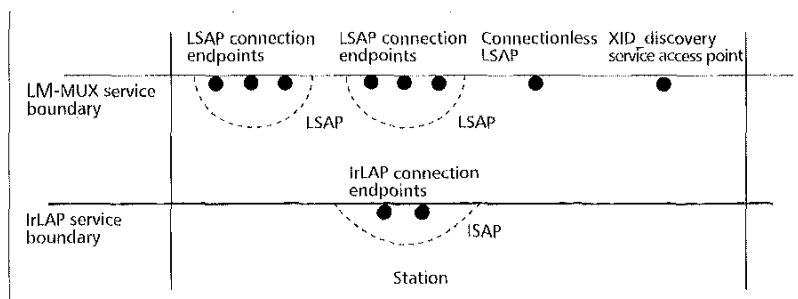 LSAP connection endpoints
LSAP connection endpoints
Connectionless LSAP
XID_discovery service access point
LM-MUX service boundary
LSAP
LSAP
IrLAP connection endpoints
IrLAP service boundary
ISAP
Station